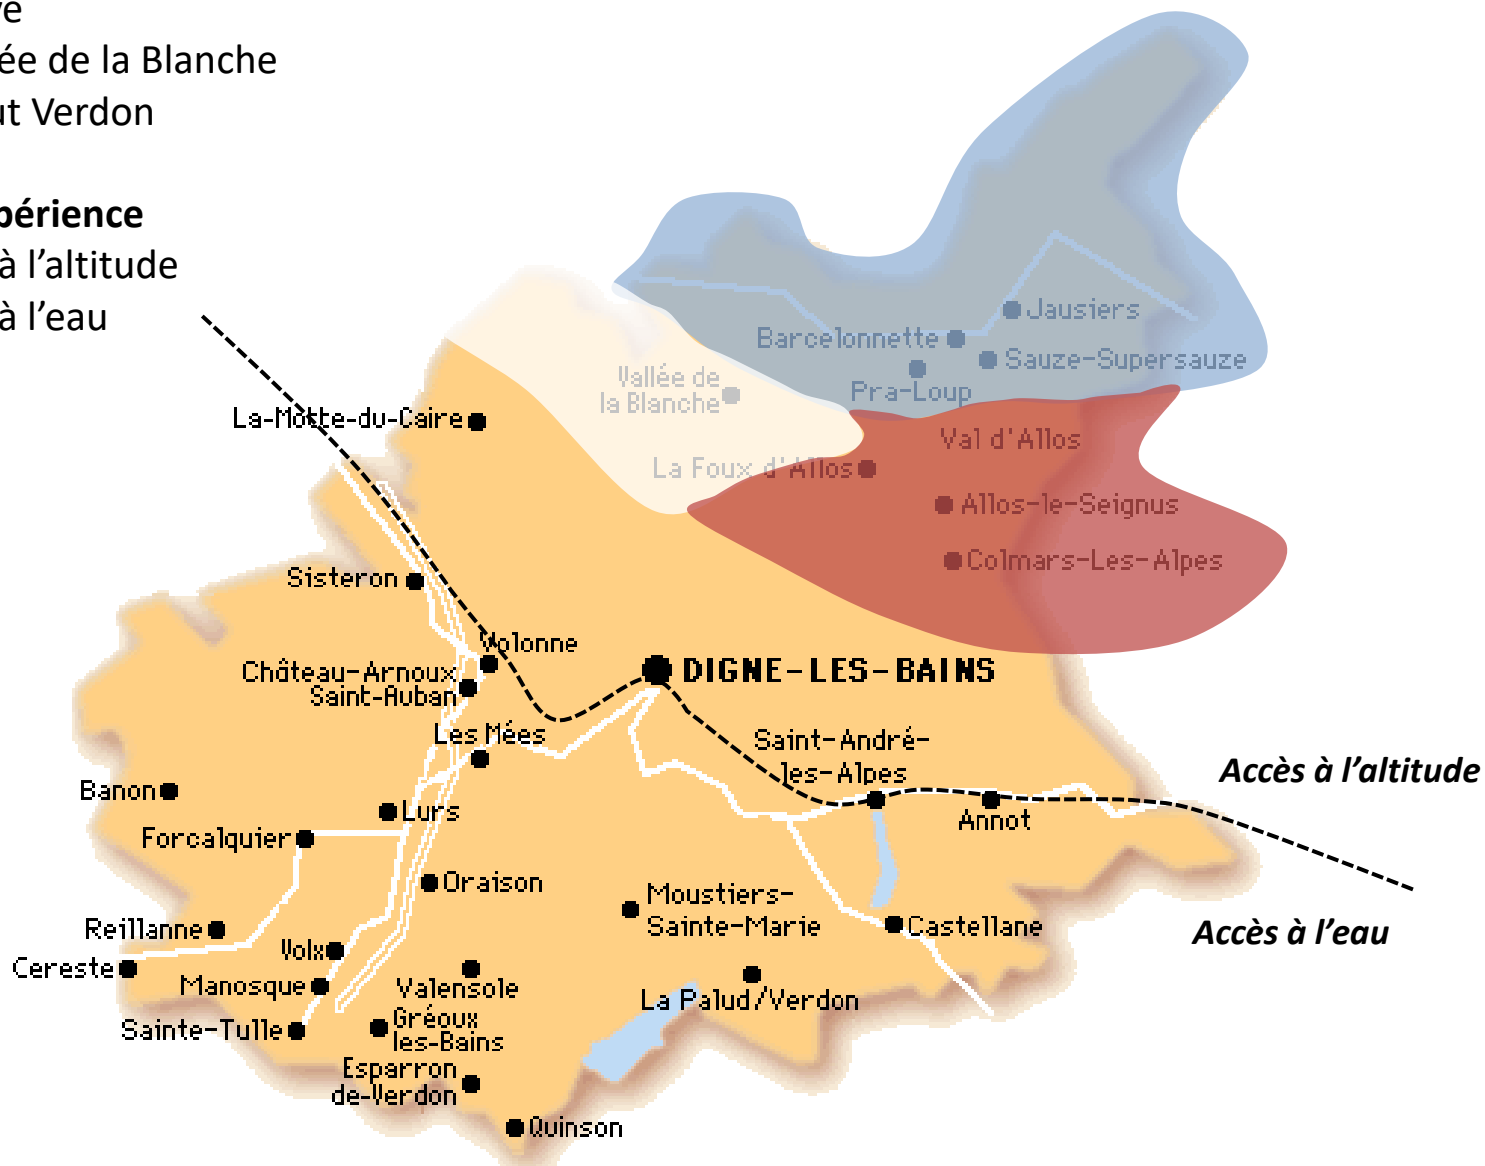 ée de la Blanche
ut Verdon
périence
à l’altitude
à l’eau
Jausiers
Barcelonnette
Sauze-Supersauze
Vallée de
la Blanche
Pra-Loup
La-Motte-du-Caire
Val d'Allos
La Foux d'Allos
Allos-le-Seignus
Colmars-Les-Alpes
Sisteron
Volonne
Château-Arnoux
Saint-Auban
DIGNE-LES-BAINS
Les Mées
Saint-André-
les-Alpes
Accès à l’altitude
Banon
Lurs
Annot
Forcalquier
Oraison
Moustiers-
Sainte-Marie
Reillanne
Castellane
Accès à l’eau
Volx
Cereste
Manosque
Valensole
La Palud/Verdon
Sainte-Tulle
Gréoux
les-Bains
Esparron
de-Verdon
Quinson